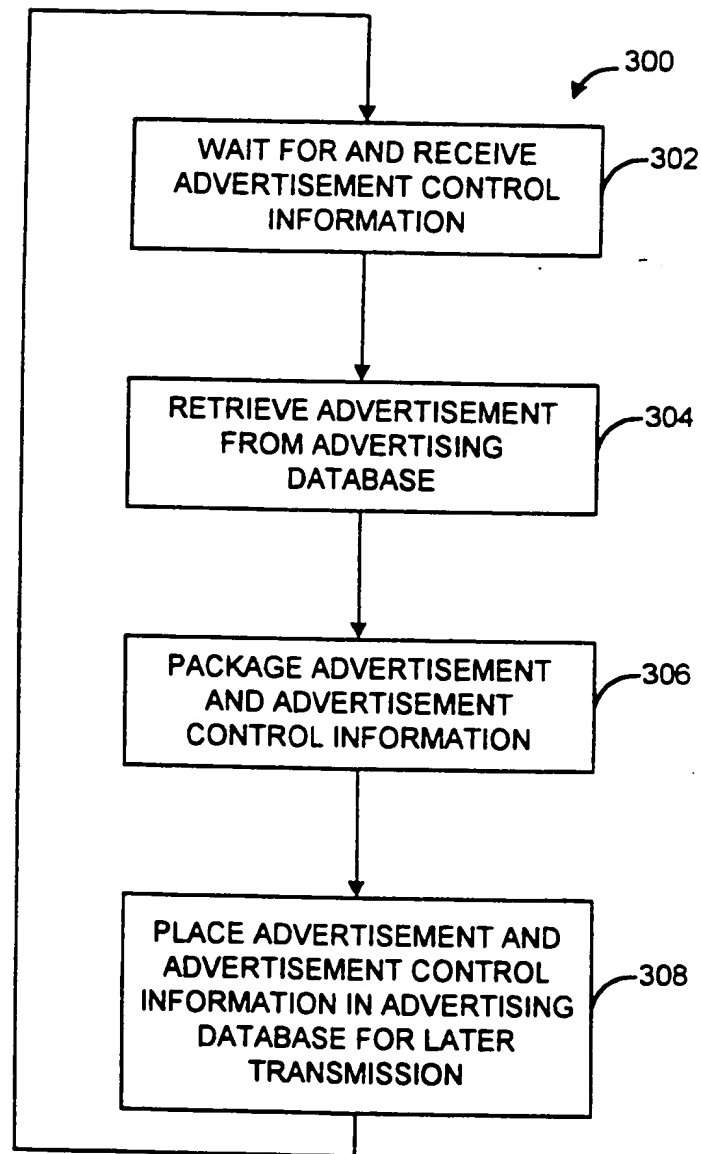 300
WAIT FOR AND RECEIVE
ADVERTISEMENT CONTROL
INFORMATION
302
RETRIEVE ADVERTISEMENT
FROM ADVERTISING
DATABASE
304
PACKAGE ADVERTISEMENT
AND ADVERTISEMENT
CONTROL INFORMATION
306
PLACE ADVERTISEMENT AND
ADVERTISEMENT CONTROL
INFORMATION IN ADVERTISING
DATABASE FOR LATER
TRANSMISSION
308